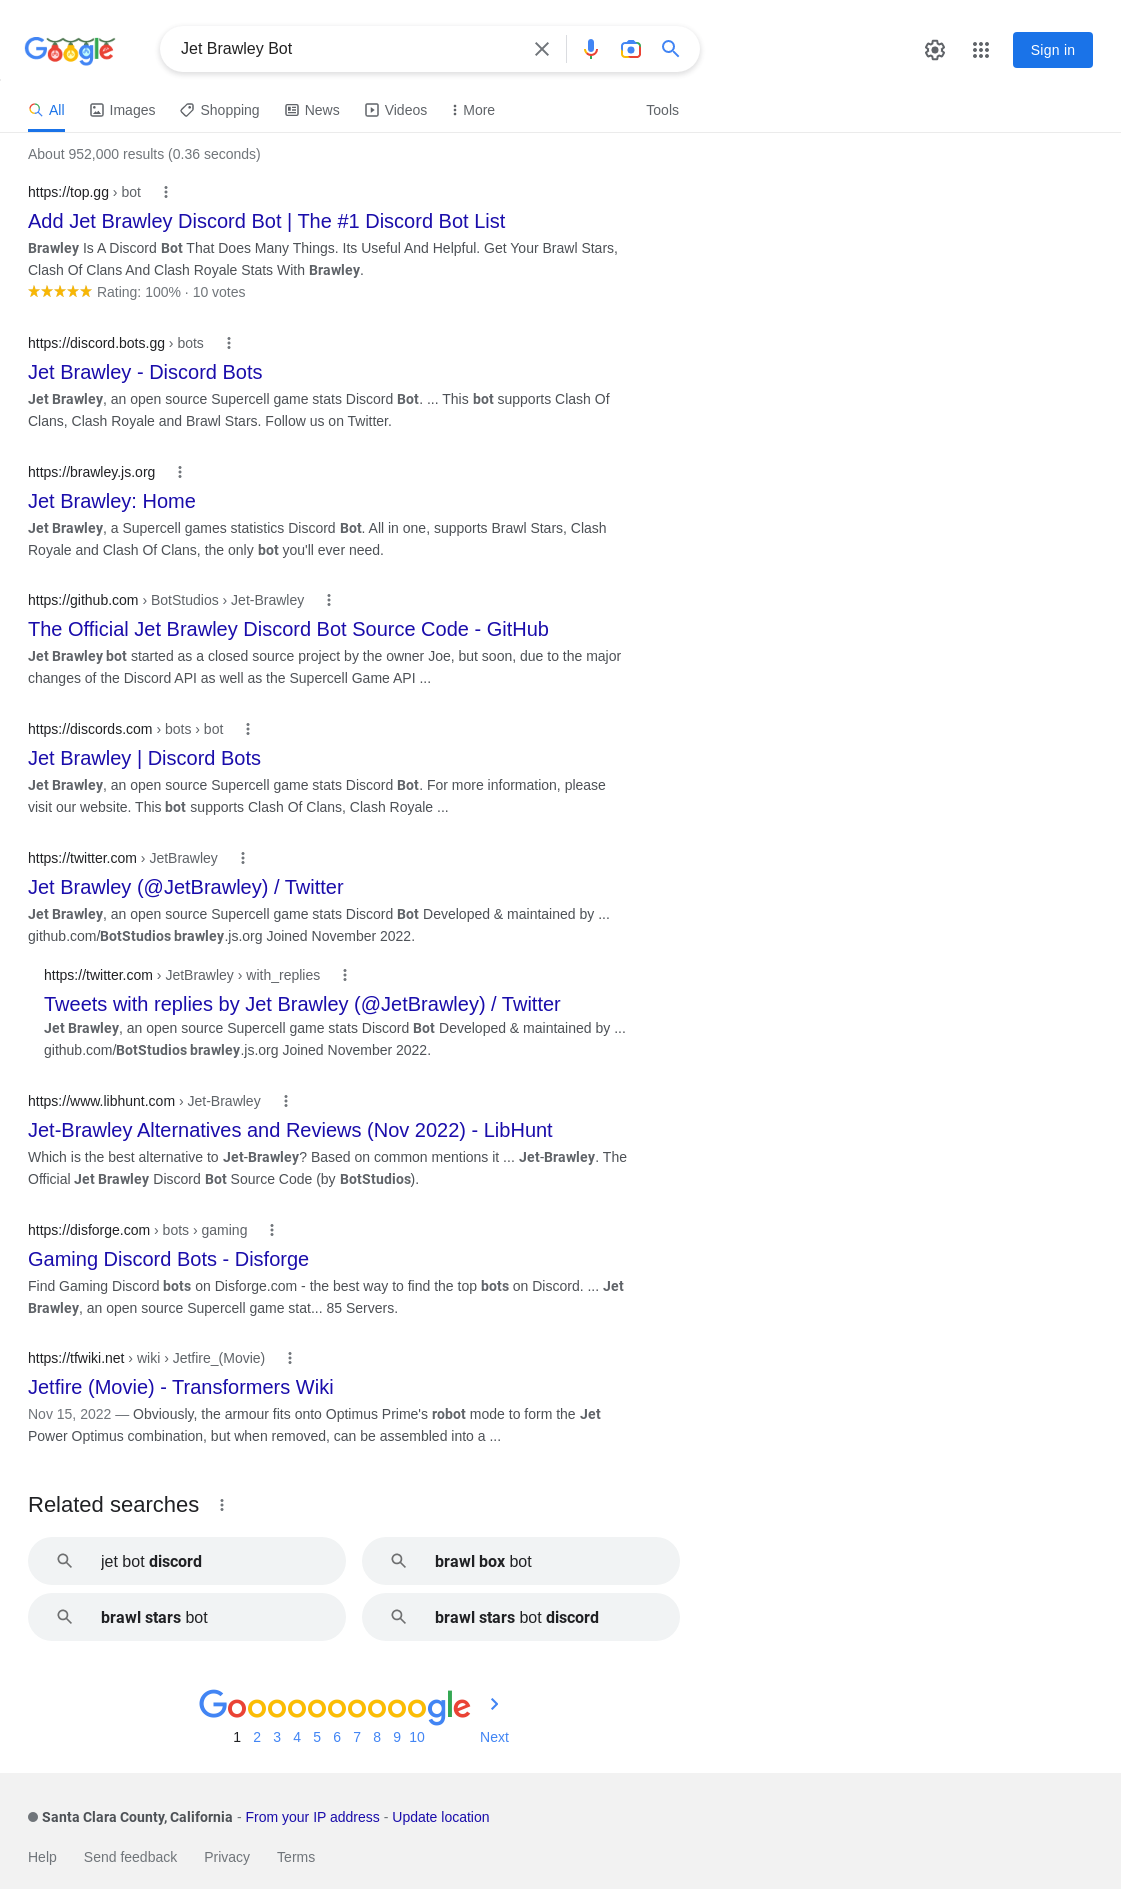 Google
Jet Brawley Bot
Sign in
All Images Shopping News Videos More Tools
About 952,000 results (0.36 seconds)
https://top.gg › bot
Add Jet Brawley Discord Bot | The #1 Discord Bot List
Brawley Is A Discord Bot That Does Many Things. Its Useful And Helpful. Get Your Brawl Stars,
Clash Of Clans And Clash Royale Stats With Brawley.
Rating: 100% · 10 votes
https://discord.bots.gg › bots
Jet Brawley - Discord Bots
Jet Brawley, an open source Supercell game stats Discord Bot. ... This bot supports Clash Of
Clans, Clash Royale and Brawl Stars. Follow us on Twitter.
https://brawley.js.org
Jet Brawley: Home
Jet Brawley, a Supercell games statistics Discord Bot. All in one, supports Brawl Stars, Clash
Royale and Clash Of Clans, the only bot you'll ever need.
https://github.com › BotStudios › Jet-Brawley
The Official Jet Brawley Discord Bot Source Code - GitHub
Jet Brawley bot started as a closed source project by the owner Joe, but soon, due to the major
changes of the Discord API as well as the Supercell Game API ...
https://discords.com › bots › bot
Jet Brawley | Discord Bots
Jet Brawley, an open source Supercell game stats Discord Bot. For more information, please
visit our website. This bot supports Clash Of Clans, Clash Royale ...
https://twitter.com › JetBrawley
Jet Brawley (@JetBrawley) / Twitter
Jet Brawley, an open source Supercell game stats Discord Bot Developed & maintained by ...
github.com/BotStudios brawley.js.org Joined November 2022.
https://twitter.com › JetBrawley › with_replies
Tweets with replies by Jet Brawley (@JetBrawley) / Twitter
Jet Brawley, an open source Supercell game stats Discord Bot Developed & maintained by ...
github.com/BotStudios brawley.js.org Joined November 2022.
https://www.libhunt.com › Jet-Brawley
Jet-Brawley Alternatives and Reviews (Nov 2022) - LibHunt
Which is the best alternative to Jet-Brawley? Based on common mentions it ... Jet-Brawley. The
Official Jet Brawley Discord Bot Source Code (by BotStudios).
https://disforge.com › bots › gaming
Gaming Discord Bots - Disforge
Find Gaming Discord bots on Disforge.com - the best way to find the top bots on Discord. ... Jet
Brawley, an open source Supercell game stat... 85 Servers.
https://tfwiki.net › wiki › Jetfire_(Movie)
Jetfire (Movie) - Transformers Wiki
Nov 15, 2022 — Obviously, the armour fits onto Optimus Prime's robot mode to form the Jet
Power Optimus combination, but when removed, can be assembled into a ...
Related searches
jet bot discord
brawl box bot
brawl stars bot
brawl stars bot discord
Goooooooooogle
1 2 3 4 5 6 7 8 9 10 Next
Santa Clara County, California - From your IP address - Update location
Help Send feedback Privacy Terms